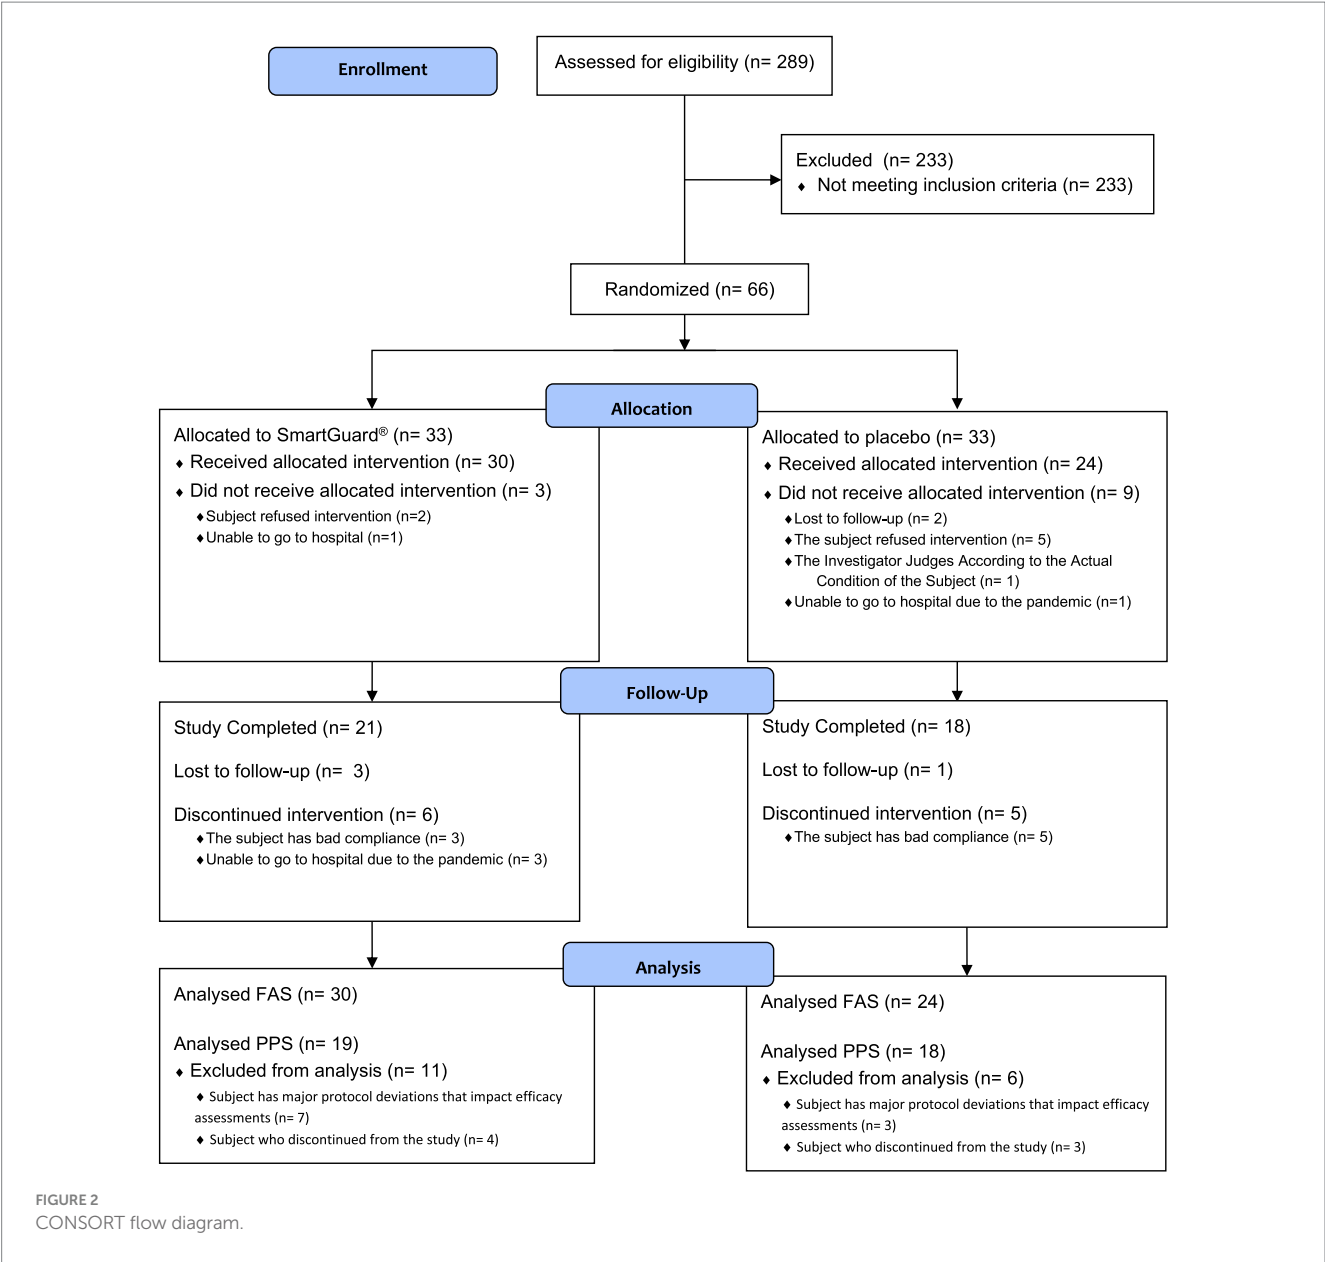 Enrollment
Assessed for eligibility (n= 289)
Excluded (n= 233)
♦ Not meeting inclusion criteria (n= 233)
Randomized (n= 66)
Allocation
Allocated to SmartGuard® (n= 33)
♦ Received allocated intervention (n= 30)
♦ Did not receive allocated intervention (n= 3)
♦Subject refused intervention (n=2)
♦Unable to go to hospital (n=1)
Allocated to placebo (n= 33)
♦ Received allocated intervention (n= 24)
♦ Did not receive allocated intervention (n= 9)
♦Lost to follow-up (n= 2)
♦The subject refused intervention (n= 5)
♦The Investigator Judges According to the Actual
Condition of the Subject (n= 1)
♦Unable to go to hospital due to the pandemic (n=1)
Follow-Up
Study Completed (n= 21)
Lost to follow-up (n= 3)
Discontinued intervention (n= 6)
♦The subject has bad compliance (n= 3)
♦Unable to go to hospital due to the pandemic (n= 3)
Study Completed (n= 18)
Lost to follow-up (n= 1)
Discontinued intervention (n= 5)
♦The subject has bad compliance (n= 5)
Analysis
Analysed FAS (n= 30)
Analysed PPS (n= 19)
♦ Excluded from analysis (n= 11)
♦ Subject has major protocol deviations that impact efficacy
assessments (n= 7)
♦ Subject who discontinued from the study (n= 4)
Analysed FAS (n= 24)
Analysed PPS (n= 18)
♦ Excluded from analysis (n= 6)
♦ Subject has major protocol deviations that impact efficacy
assessments (n= 3)
♦ Subject who discontinued from the study (n= 3)
FIGURE 2
CONSORT flow diagram.